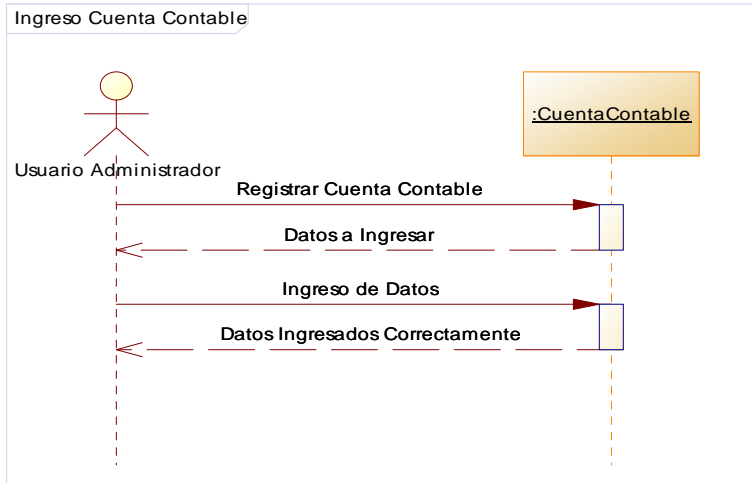 Ingreso Cuenta Contable
:CuentaContable
Usuario Administrador
Registrar Cuenta Contable
Datos a Ingresar
Ingreso de Datos
Datos Ingresados Correctamente